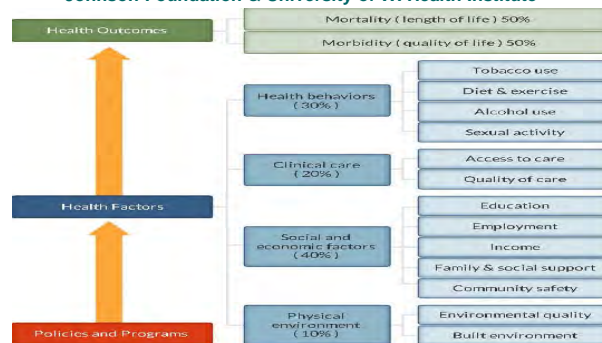 Johnson Foundation & University of WI Health Institute
Health Outcomes
Mortality ( length of life ) 50%
Morbidity ( quality of life ) 50%
Health Factors
Health behaviors
( 30% )
Tobacco use
Diet & exercise
Alcohol use
Sexual activity
Clinical care
( 20% )
Access to care
Quality of care
Social and
economic factors
( 40% )
Education
Employment
Income
Family & social support
Community safety
Physical
environment
( 10% )
Environmental quality
Built environment
Policies and Programs